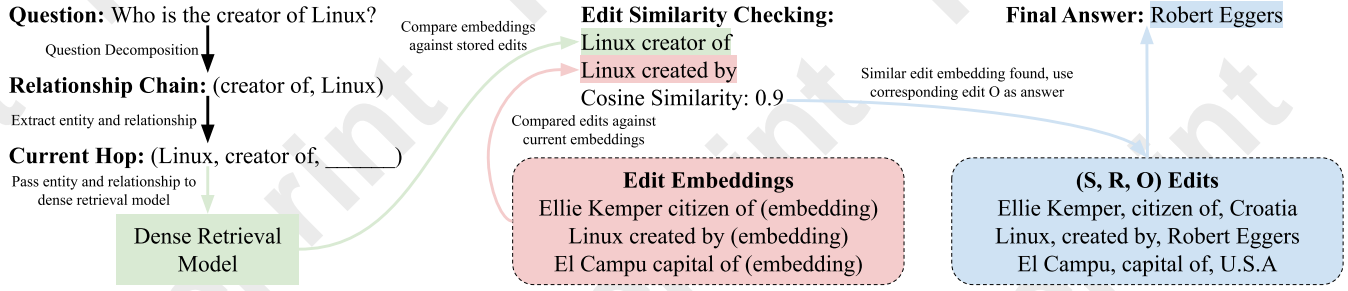 Question: Who is the creator of Linux?
Question Decomposition
Relationship Chain: (creator of, Linux)
Extract entity and relationship
Current Hop: (Linux, creator of, ______)
Pass entity and relationship to
dense retrieval model
Dense Retrieval
Model
Compare embeddings
against stored edits
Edit Similarity Checking:
Linux creator of
Linux created by
Cosine Similarity: 0.9
Compared edits against
current embeddings
Edit Embeddings
Ellie Kemper citizen of (embedding)
Linux created by (embedding)
El Campu capital of (embedding)
Similar edit embedding found, use
corresponding edit O as answer
Final Answer: Robert Eggers
(S, R, O) Edits
Ellie Kemper, citizen of, Croatia
Linux, created by, Robert Eggers
El Campu, capital of, U.S.A